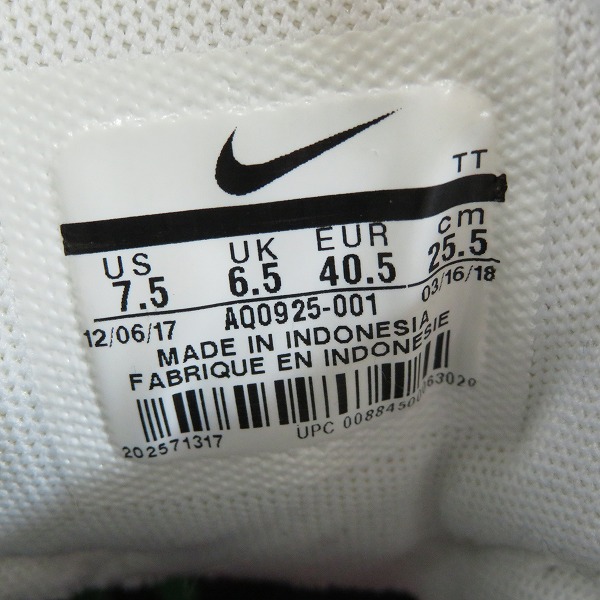 TT
US UK EUR cm
7.5 6.5 40.5 25.5
12/06/17 AQ0925-001 03/16/18
MADE IN INDONESIA
FABRIQUE EN INDONESIE
202571317 UPC